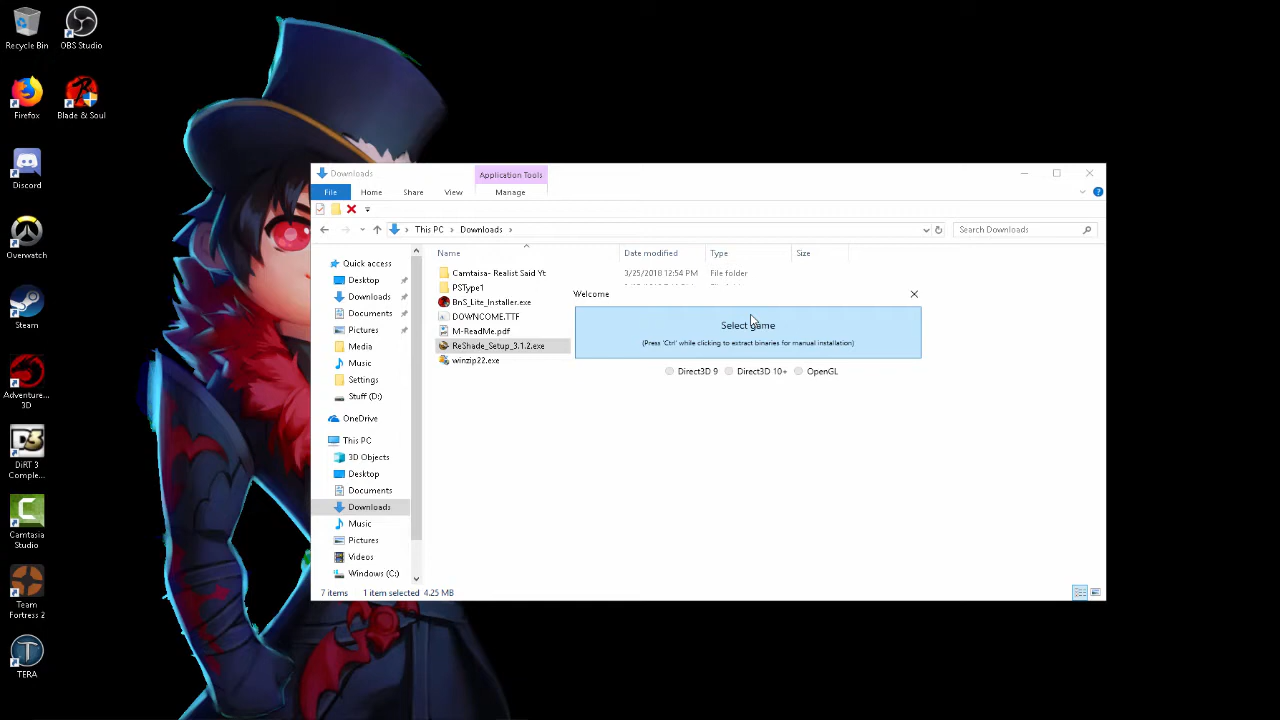 Recycle Bin
OBS Studio
Firefox
Blade & Soul
Discord
Overwatch
Steam
Adventure...
3D
DiRT 3
Comple...
Camtasia
Studio
Team
Fortress 2
TERA
Downloads
Application Tools
File
Home
Share
View
Manage
This PC
Downloads
Search Downloads
Name
Date modified
Type
Size
Quick access
Desktop
Downloads
Documents
Pictures
Media
Music
Settings
Stuff (D:)
OneDrive
This PC
3D Objects
Desktop
Documents
Downloads
Music
Pictures
Videos
Windows (C:)
Camtaisa- Realist Said Yt
3/25/2018 12:54 PM
File folder
PSType1
BnS_Lite_Installer.exe
DOWNCOME.TTF
M-ReadMe.pdf
ReShade_Setup_3.1.2.exe
winzip22.exe
Welcome
Select game
(Press 'Ctrl' while clicking to extract binaries for manual installation)
Direct3D 9
Direct3D 10+
OpenGL
7 items
1 item selected 4.25 MB